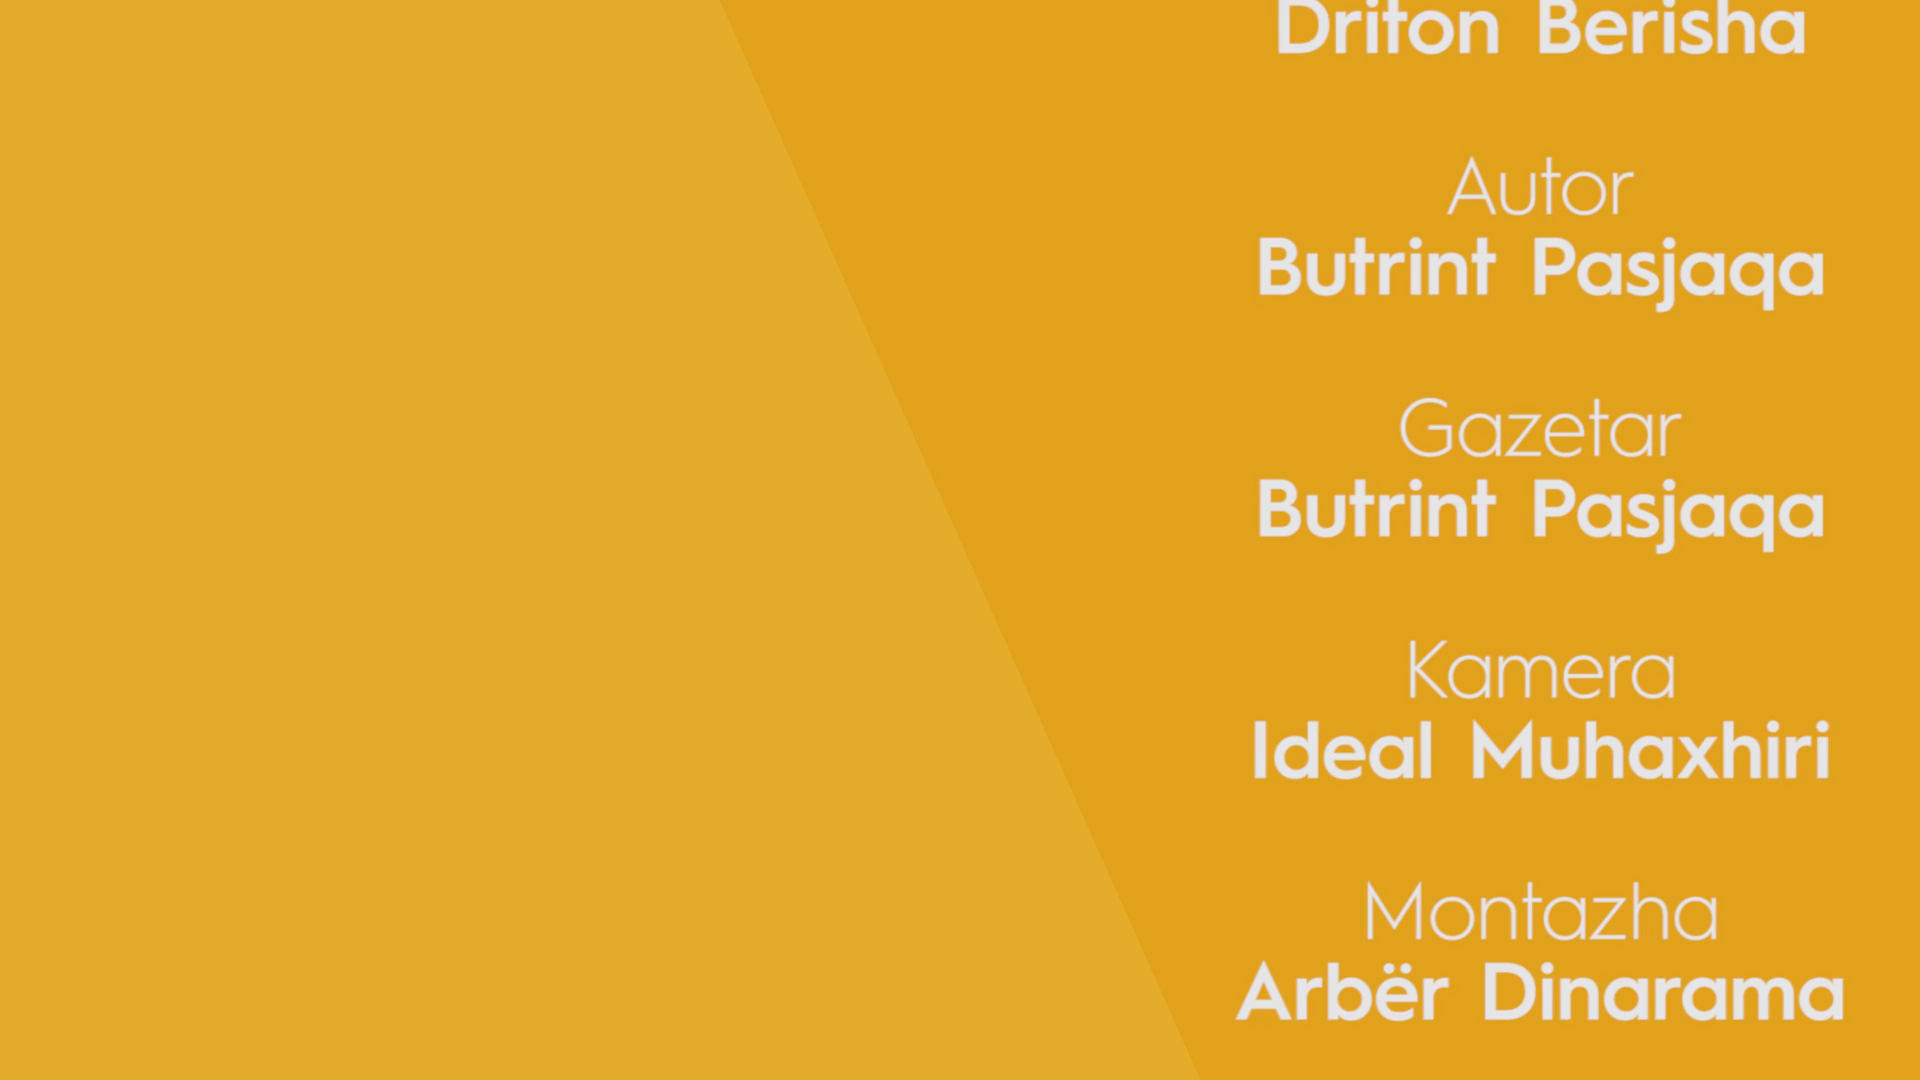 Driton Berisha
Autor
Butrint Pasjaqa
Gazetar
Butrint Pasjaqa
Kamera
Ideal Muhaxhiri
Montazha
Arbër Dinarama